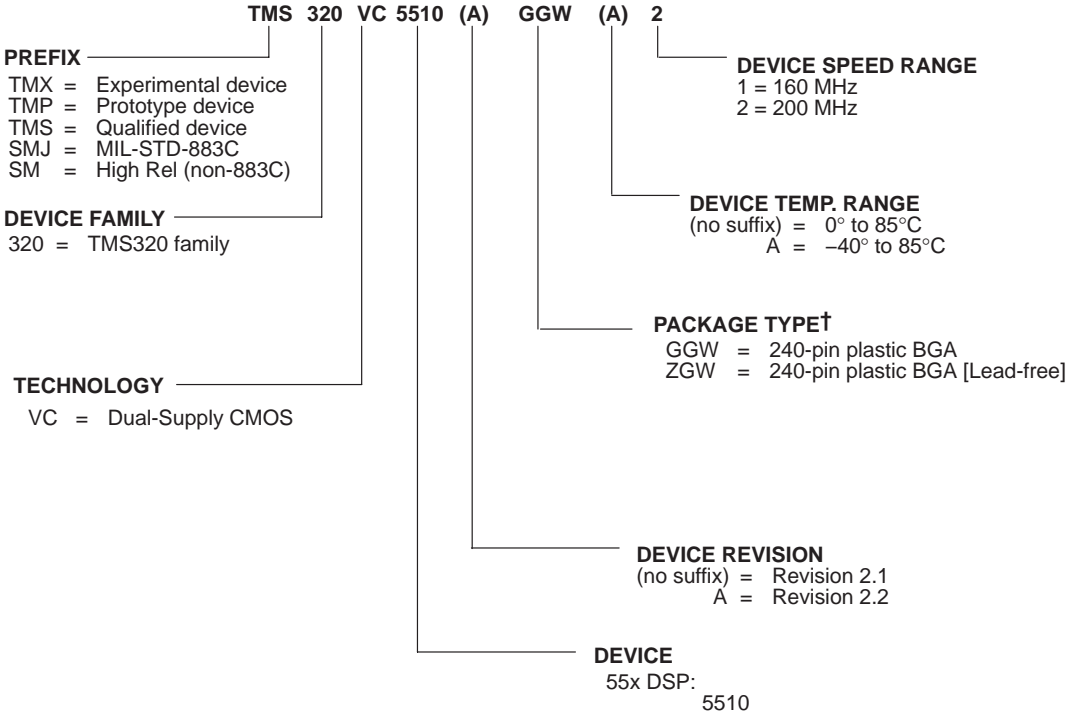 TMS 320 VC 5510 (A) GGW (A) 2
PREFIX
TMX = Experimental device
TMP = Prototype device
TMS = Qualified device
SMJ = MIL-STD-883C
SM = High Rel (non-883C)
DEVICE SPEED RANGE
1 = 160 MHz
2 = 200 MHz
DEVICE FAMILY
320 = TMS320 family
DEVICE TEMP. RANGE
(no suffix) = 0° to 85°C
A = −40° to 85°C
PACKAGE TYPE†
GGW = 240-pin plastic BGA
ZGW = 240-pin plastic BGA [Lead-free]
TECHNOLOGY
VC = Dual-Supply CMOS
DEVICE REVISION
(no suffix) = Revision 2.1
A = Revision 2.2
DEVICE
55x DSP:
5510